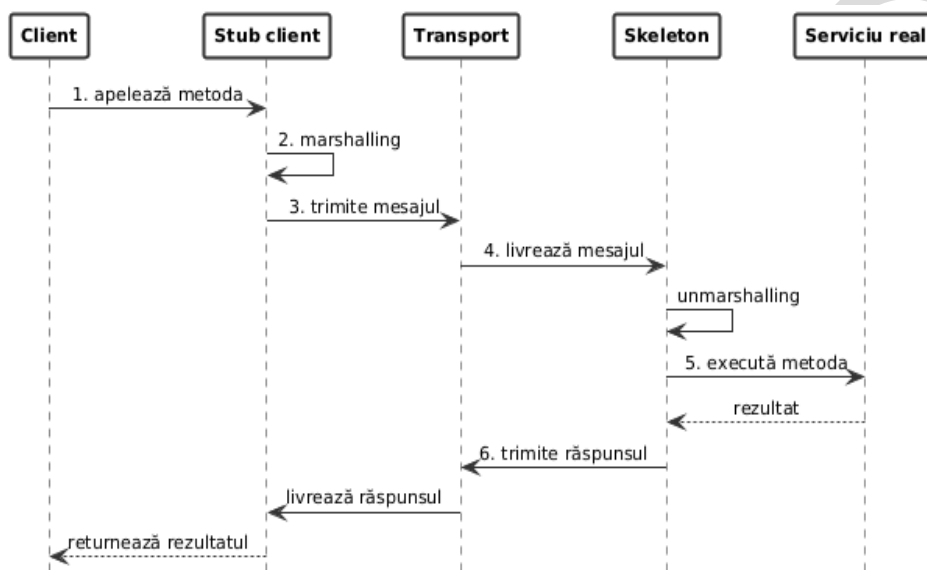 Client Stub client Transport Skeleton Serviciu real
1. apelează metoda
2. marshalling
3. trimite mesajul
4. livrează mesajul
unmarshalling
5. execută metoda
rezultat
6. trimite răspunsul
livrează răspunsul
returnează rezultatul